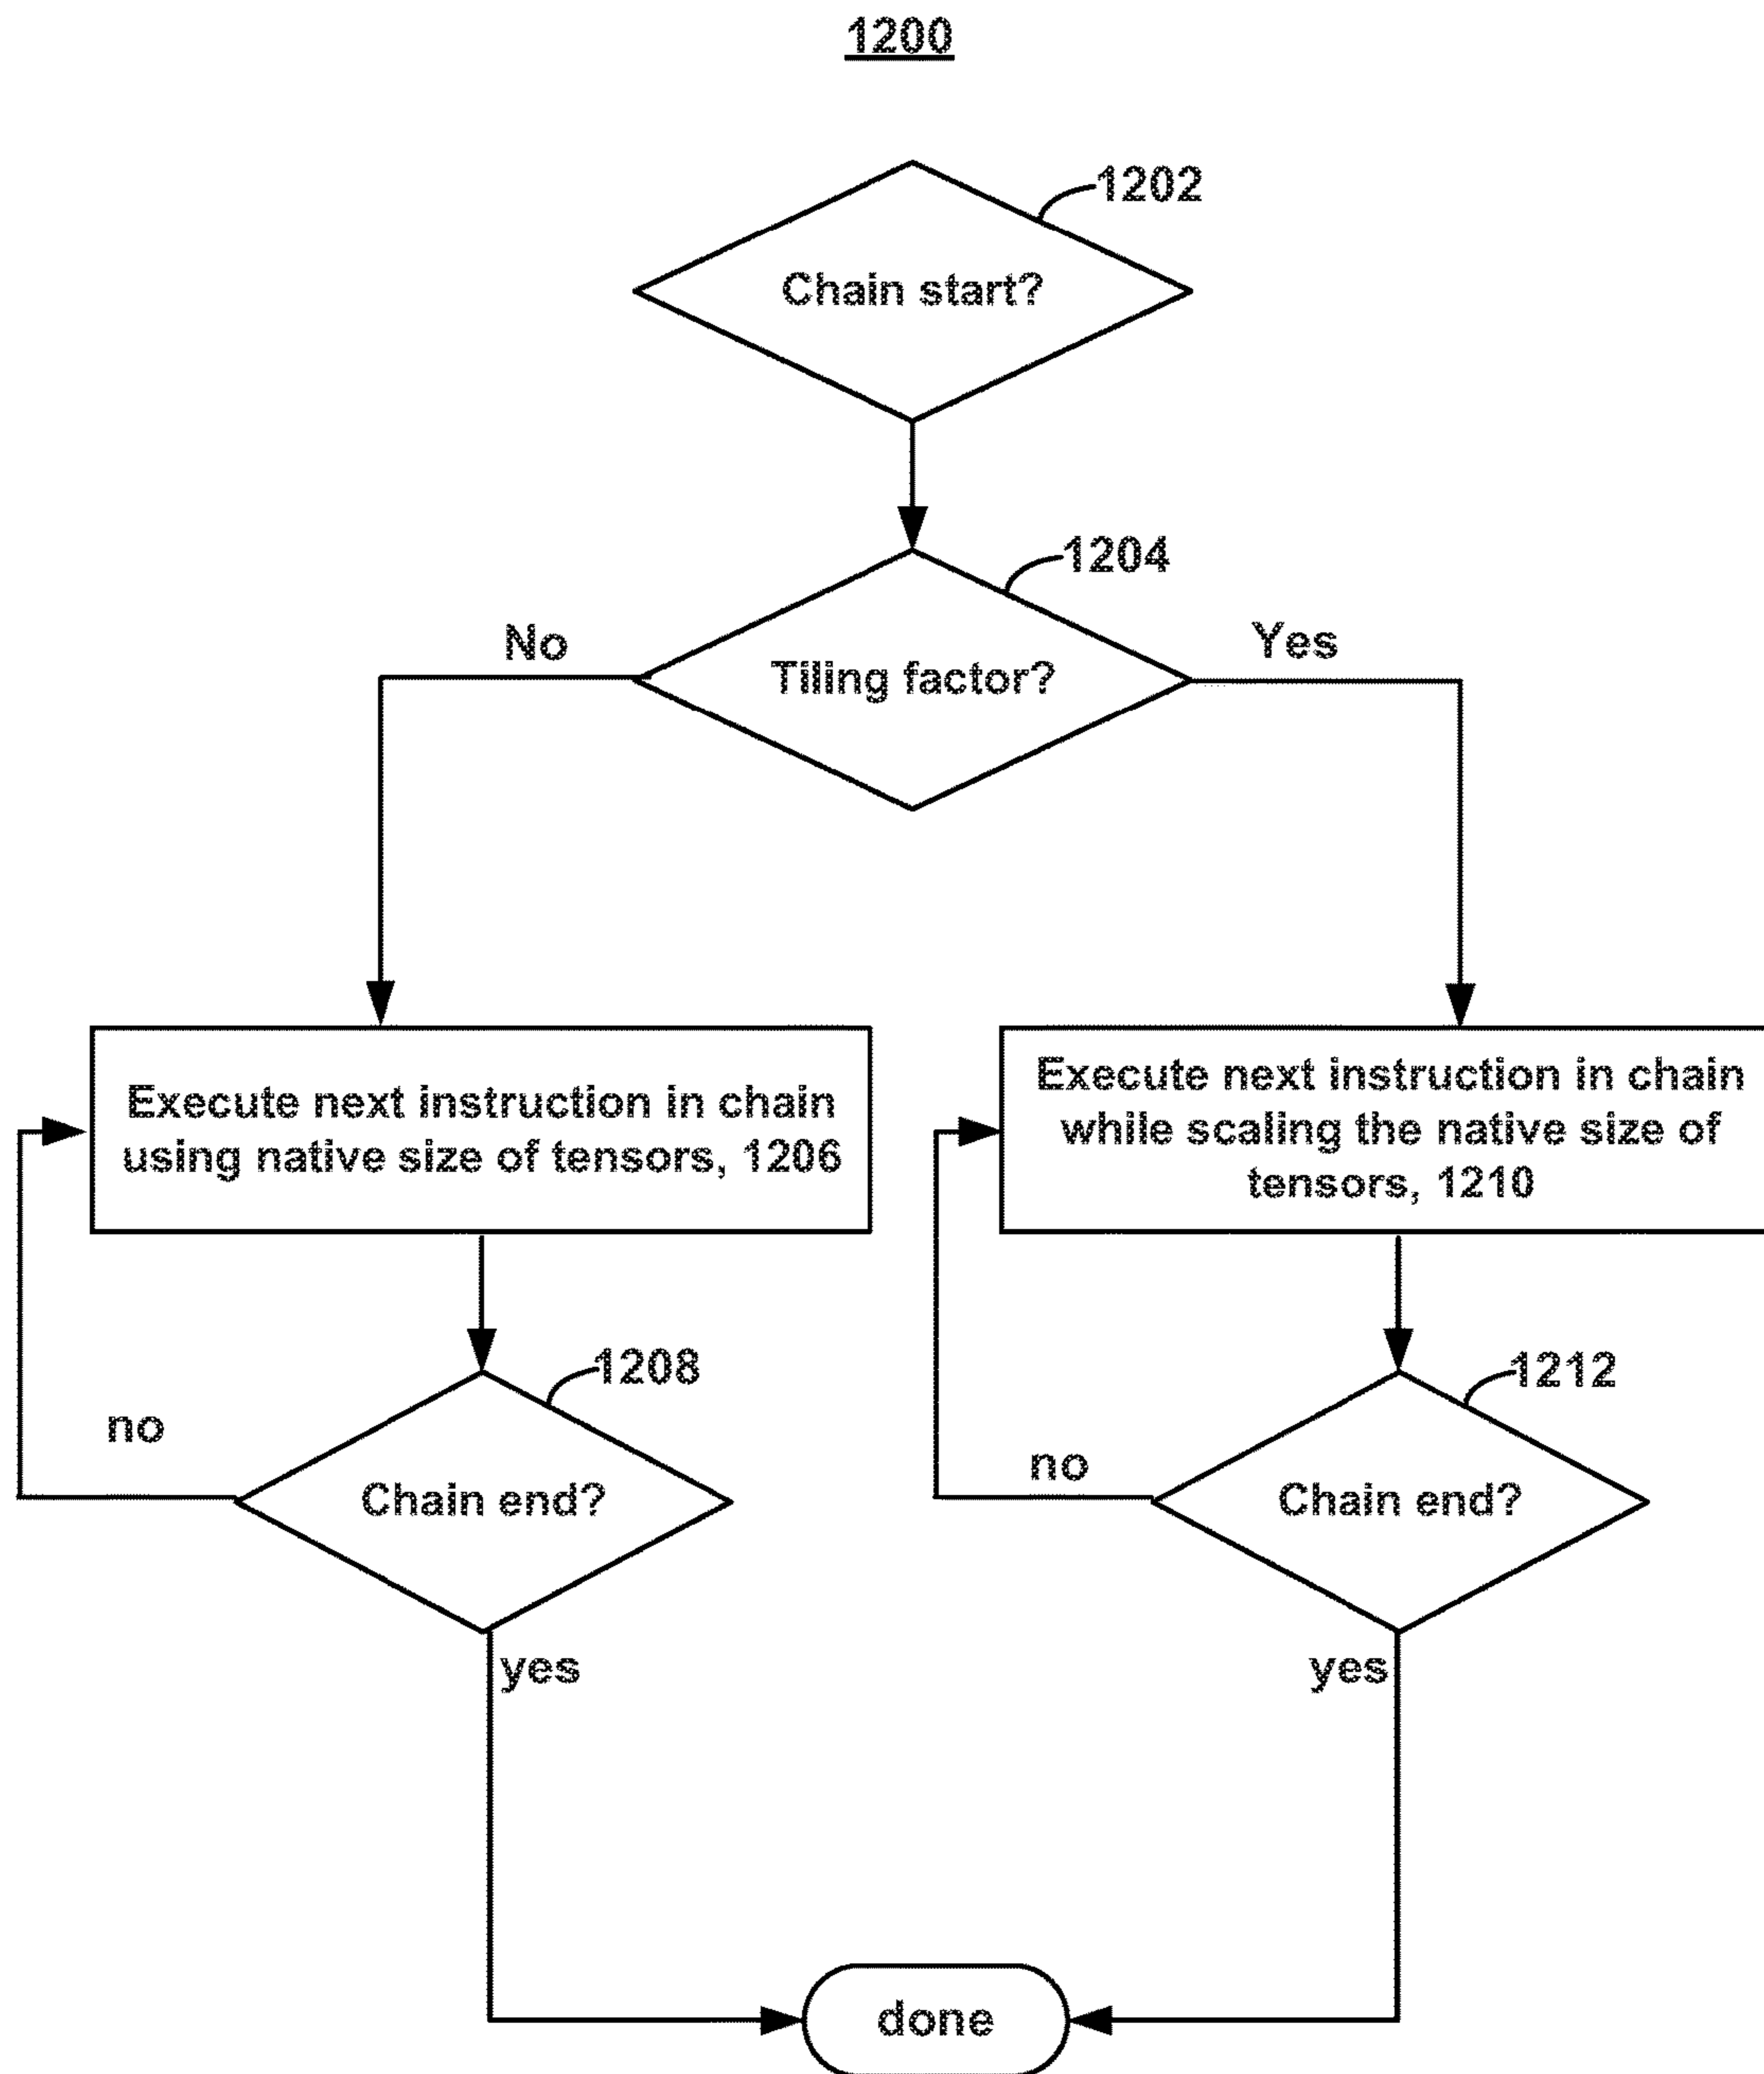 1200
1202
Chain start?
1204
No
Yes
Tiling factor?
Execute next instruction in chain
using native size of tensors, 1206
Execute next instruction in chain
while scaling the native size of
tensors, 1210
1208
1212
no
no
Chain end?
Chain end?
yes
yes
done